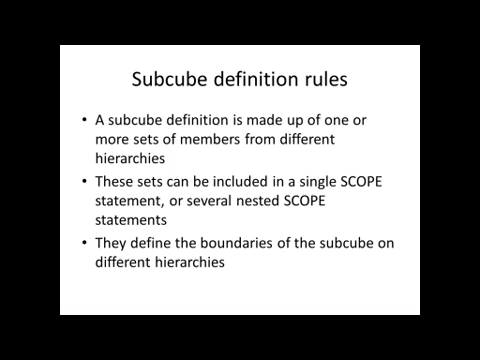 Subcube definition rules
• A subcube definition is made up of one or
more sets of members from different
hierarchies
• These sets can be included in a single SCOPE
statement, or several nested SCOPE
statements
• They define the boundaries of the subcube on
different hierarchies